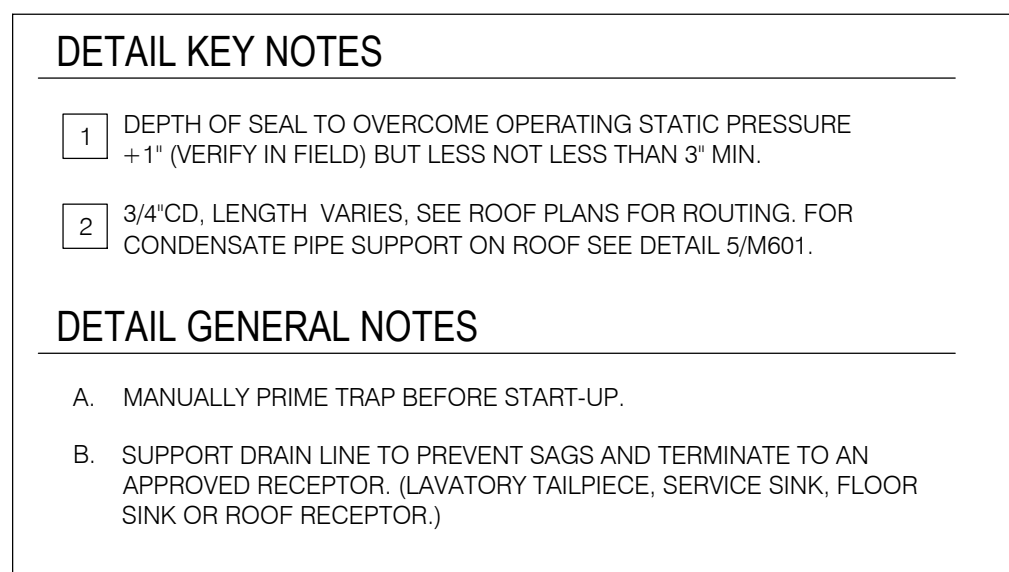 DETAIL KEY NOTES
1 DEPTH OF SEAL TO OVERCOME OPERATING STATIC PRESSURE
+1" (VERIFY IN FIELD) BUT LESS NOT LESS THAN 3" MIN.
2 3/4"CD, LENGTH VARIES, SEE ROOF PLANS FOR ROUTING. FOR
CONDENSATE PIPE SUPPORT ON ROOF SEE DETAIL 5/M601.
DETAIL GENERAL NOTES
A. MANUALLY PRIME TRAP BEFORE START-UP.
B. SUPPORT DRAIN LINE TO PREVENT SAGS AND TERMINATE TO AN
APPROVED RECEPTOR. (LAVATORY TAILPIECE, SERVICE SINK, FLOOR
SINK OR ROOF RECEPTOR.)